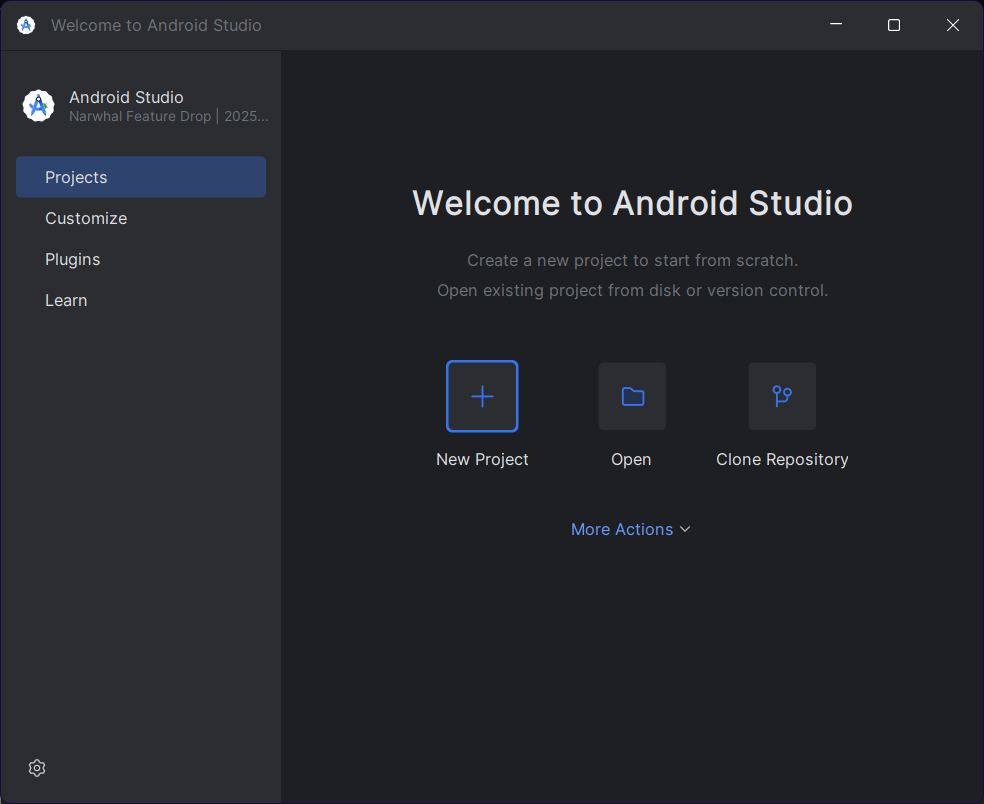 Welcome to Android Studio
Android Studio
Narwhal Feature Drop | 2025...
Projects
Customize
Plugins
Learn
Welcome to Android Studio
Create a new project to start from scratch.
Open existing project from disk or version control.
New Project
Open
Clone Repository
More Actions